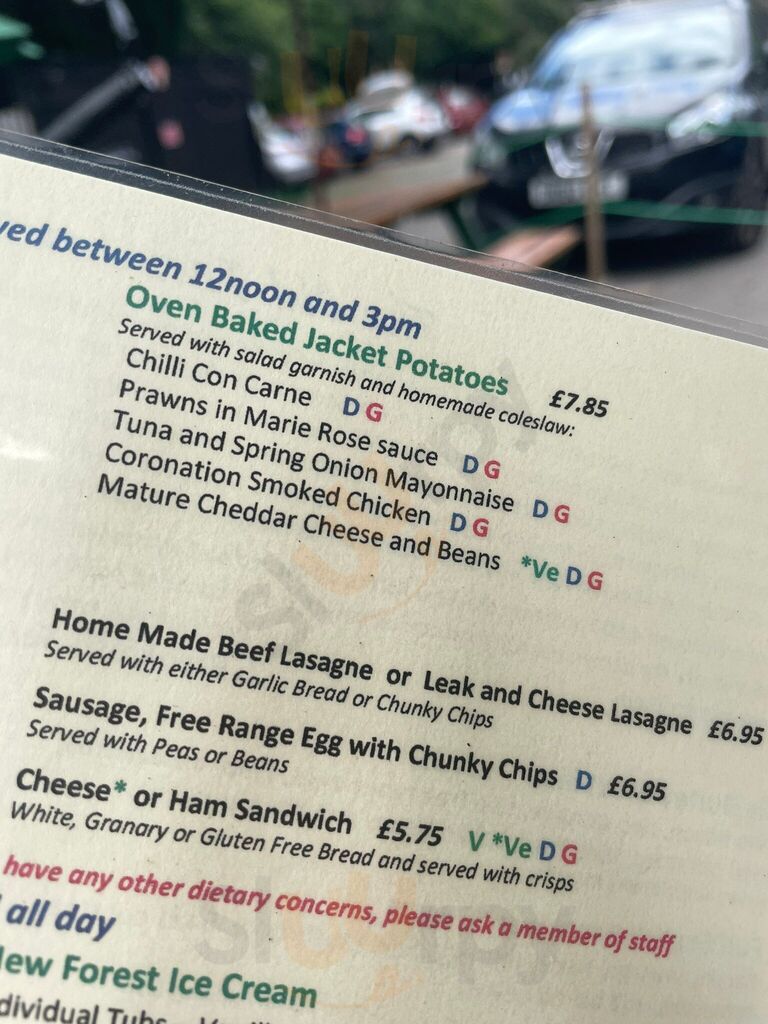 ved between 12noon and 3pm
Oven Baked Jacket Potatoes £7.85
Served with salad garnish and homemade coleslaw:
Chilli Con Carne D G
Prawns in Marie Rose sauce D G
Tuna and Spring Onion Mayonnaise D G
Coronation Smoked Chicken D G
Mature Cheddar Cheese and Beans *Ve D G
Home Made Beef Lasagne or Leak and Cheese Lasagne £6.95
Served with either Garlic Bread or Chunky Chips
Sausage, Free Range Egg with Chunky Chips D £6.95
Served with Peas or Beans
Cheese* or Ham Sandwich £5.75 V *Ve D G
White, Granary or Gluten Free Bread and served with crisps
have any other dietary concerns, please ask a member of staff
all day
New Forest Ice Cream
dividual Tubs
sluurpy